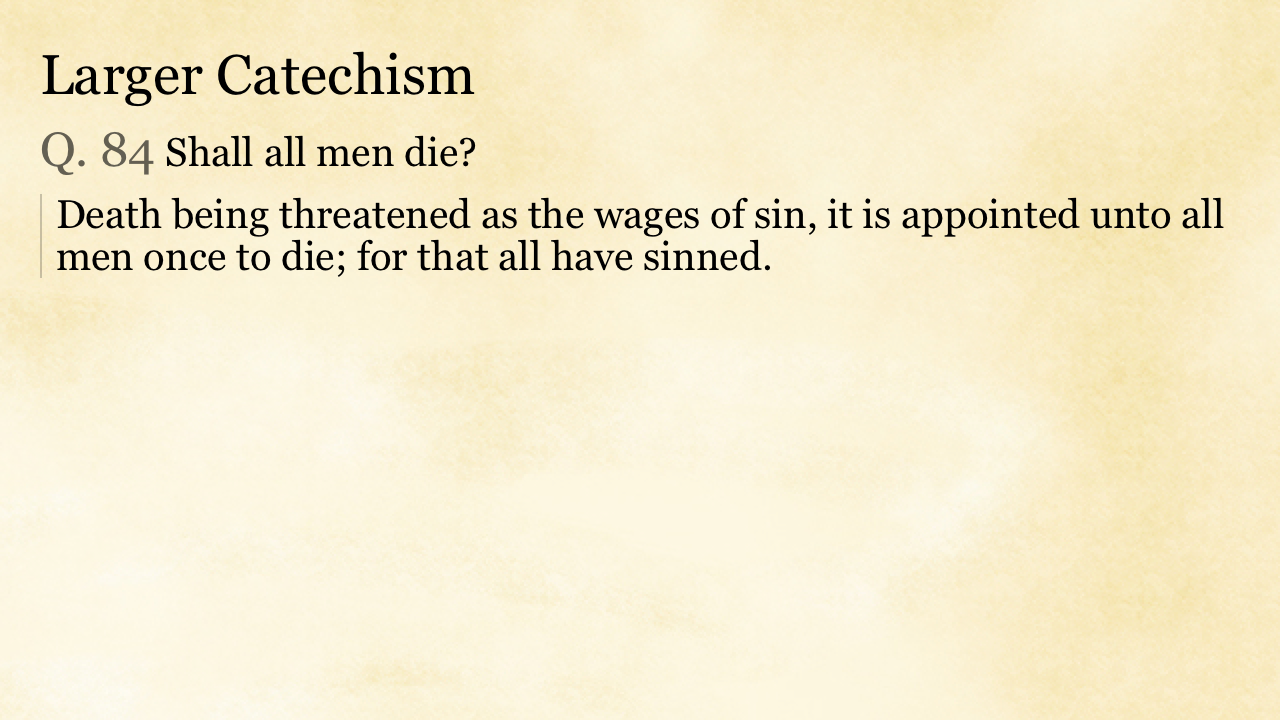 Larger Catechism
Q. 84 Shall all men die?
Death being threatened as the wages of sin, it is appointed unto all
men once to die; for that all have sinned.